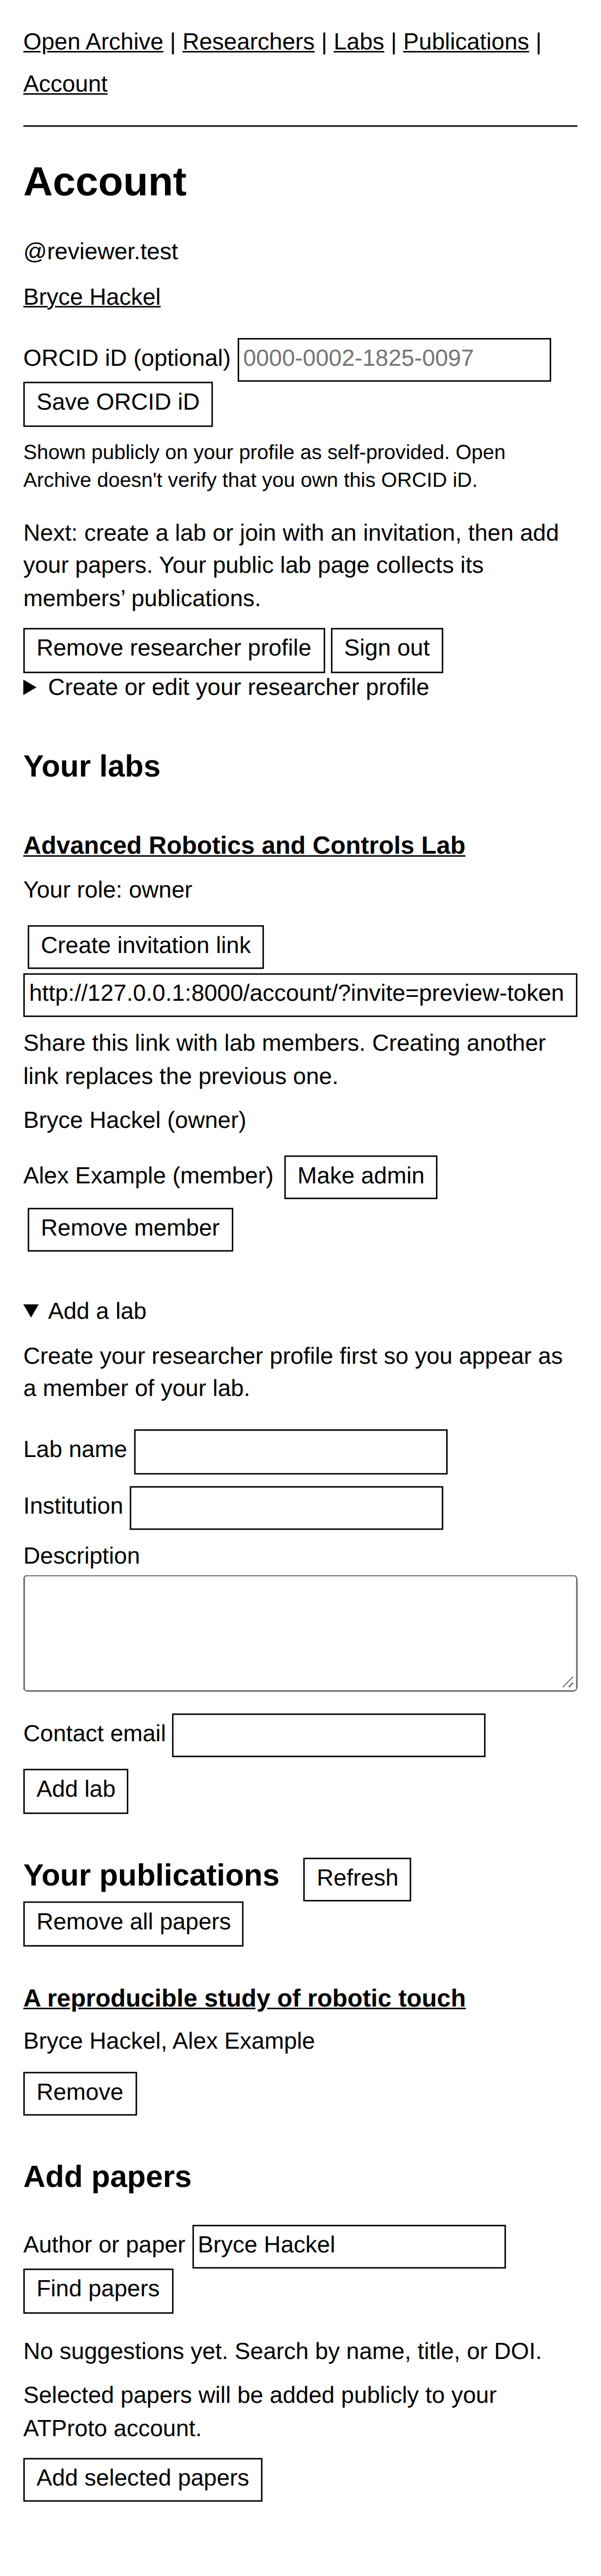 Open Archive | Researchers | Labs | Publications |
Account
Account
@reviewer.test
Bryce Hackel
ORCID iD (optional) 0000-0002-1825-0097
Save ORCID iD
Shown publicly on your profile as self-provided. Open
Archive doesn't verify that you own this ORCID iD.
Next: create a lab or join with an invitation, then add
your papers. Your public lab page collects its
members’ publications.
Remove researcher profile Sign out
Create or edit your researcher profile
Your labs
Advanced Robotics and Controls Lab
Your role: owner
Create invitation link
http://127.0.0.1:8000/account/?invite=preview-token
Share this link with lab members. Creating another
link replaces the previous one.
Bryce Hackel (owner)
Alex Example (member) Make admin
Remove member
Add a lab
Create your researcher profile first so you appear as
a member of your lab.
Lab name
Institution
Description
Contact email
Add lab
Your publications Refresh
Remove all papers
A reproducible study of robotic touch
Bryce Hackel, Alex Example
Remove
Add papers
Author or paper Bryce Hackel
Find papers
No suggestions yet. Search by name, title, or DOI.
Selected papers will be added publicly to your
ATProto account.
Add selected papers